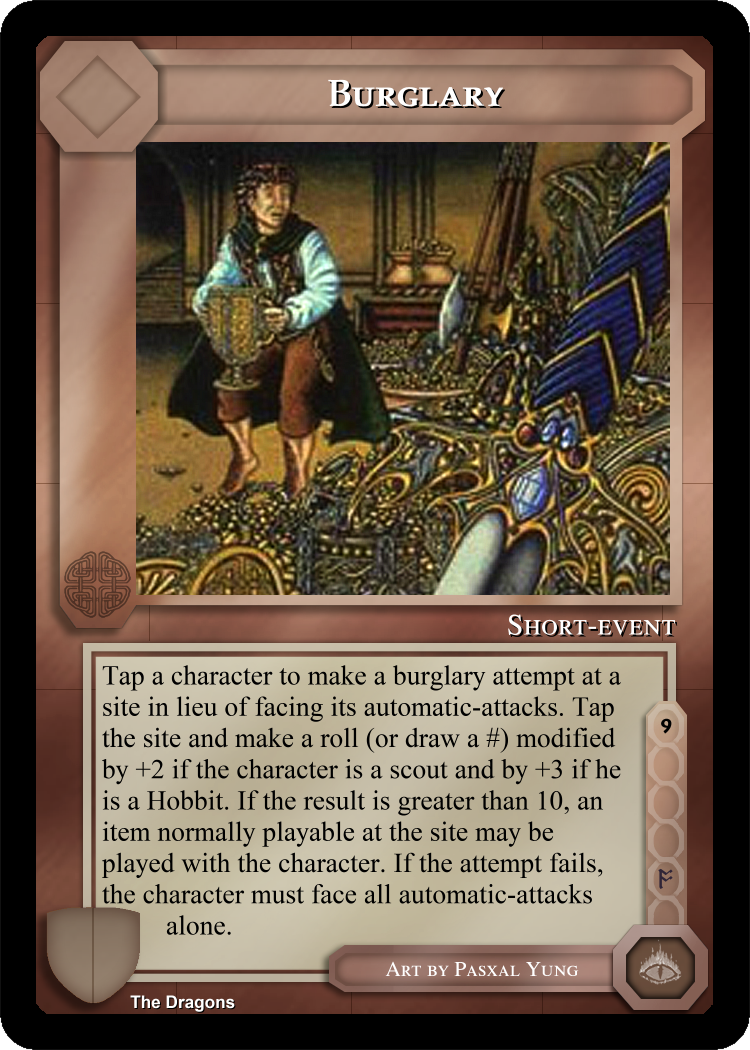 Burglary
Short-event
Tap a character to make a burglary attempt at a
site in lieu of facing its automatic-attacks. Tap
the site and make a roll (or draw a #) modified
by +2 if the character is a scout and by +3 if he
is a Hobbit. If the result is greater than 10, an
item normally playable at the site may be
played with the character. If the attempt fails,
the character must face all automatic-attacks
alone.
9
ᚩ
Art by Pasxal Yung
The Dragons